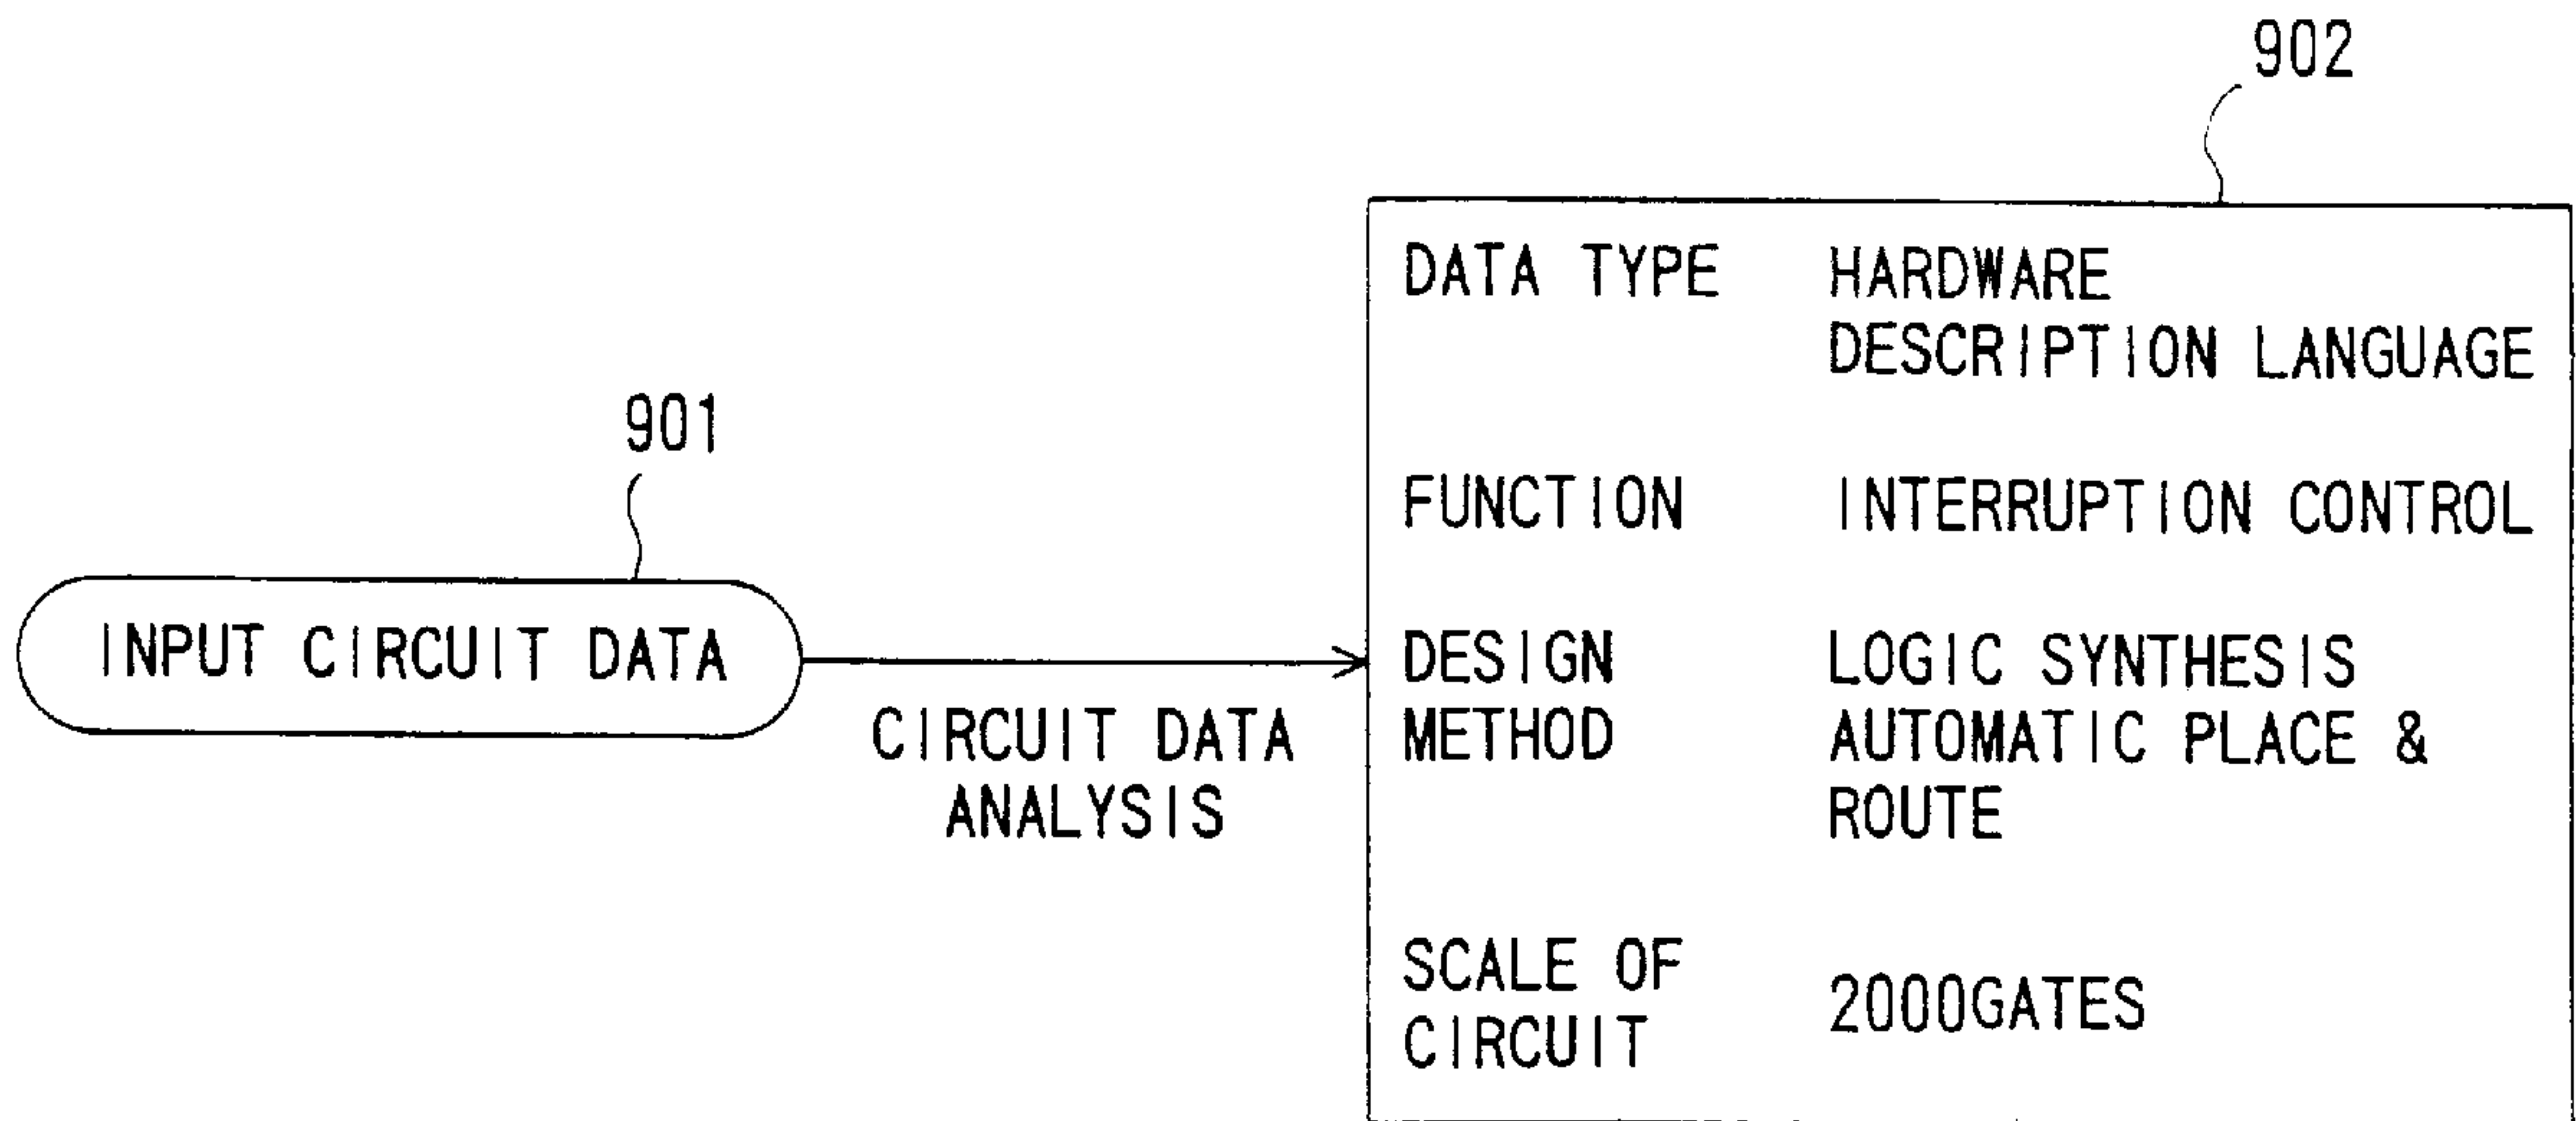 902
901
INPUT CIRCUIT DATA
CIRCUIT DATA
ANALYSIS
DATA TYPE HARDWARE
DESCRIPTION LANGUAGE
FUNCTION INTERRUPTION CONTROL
DESIGN LOGIC SYNTHESIS
METHOD AUTOMATIC PLACE &
ROUTE
SCALE OF
CIRCUIT 2000GATES